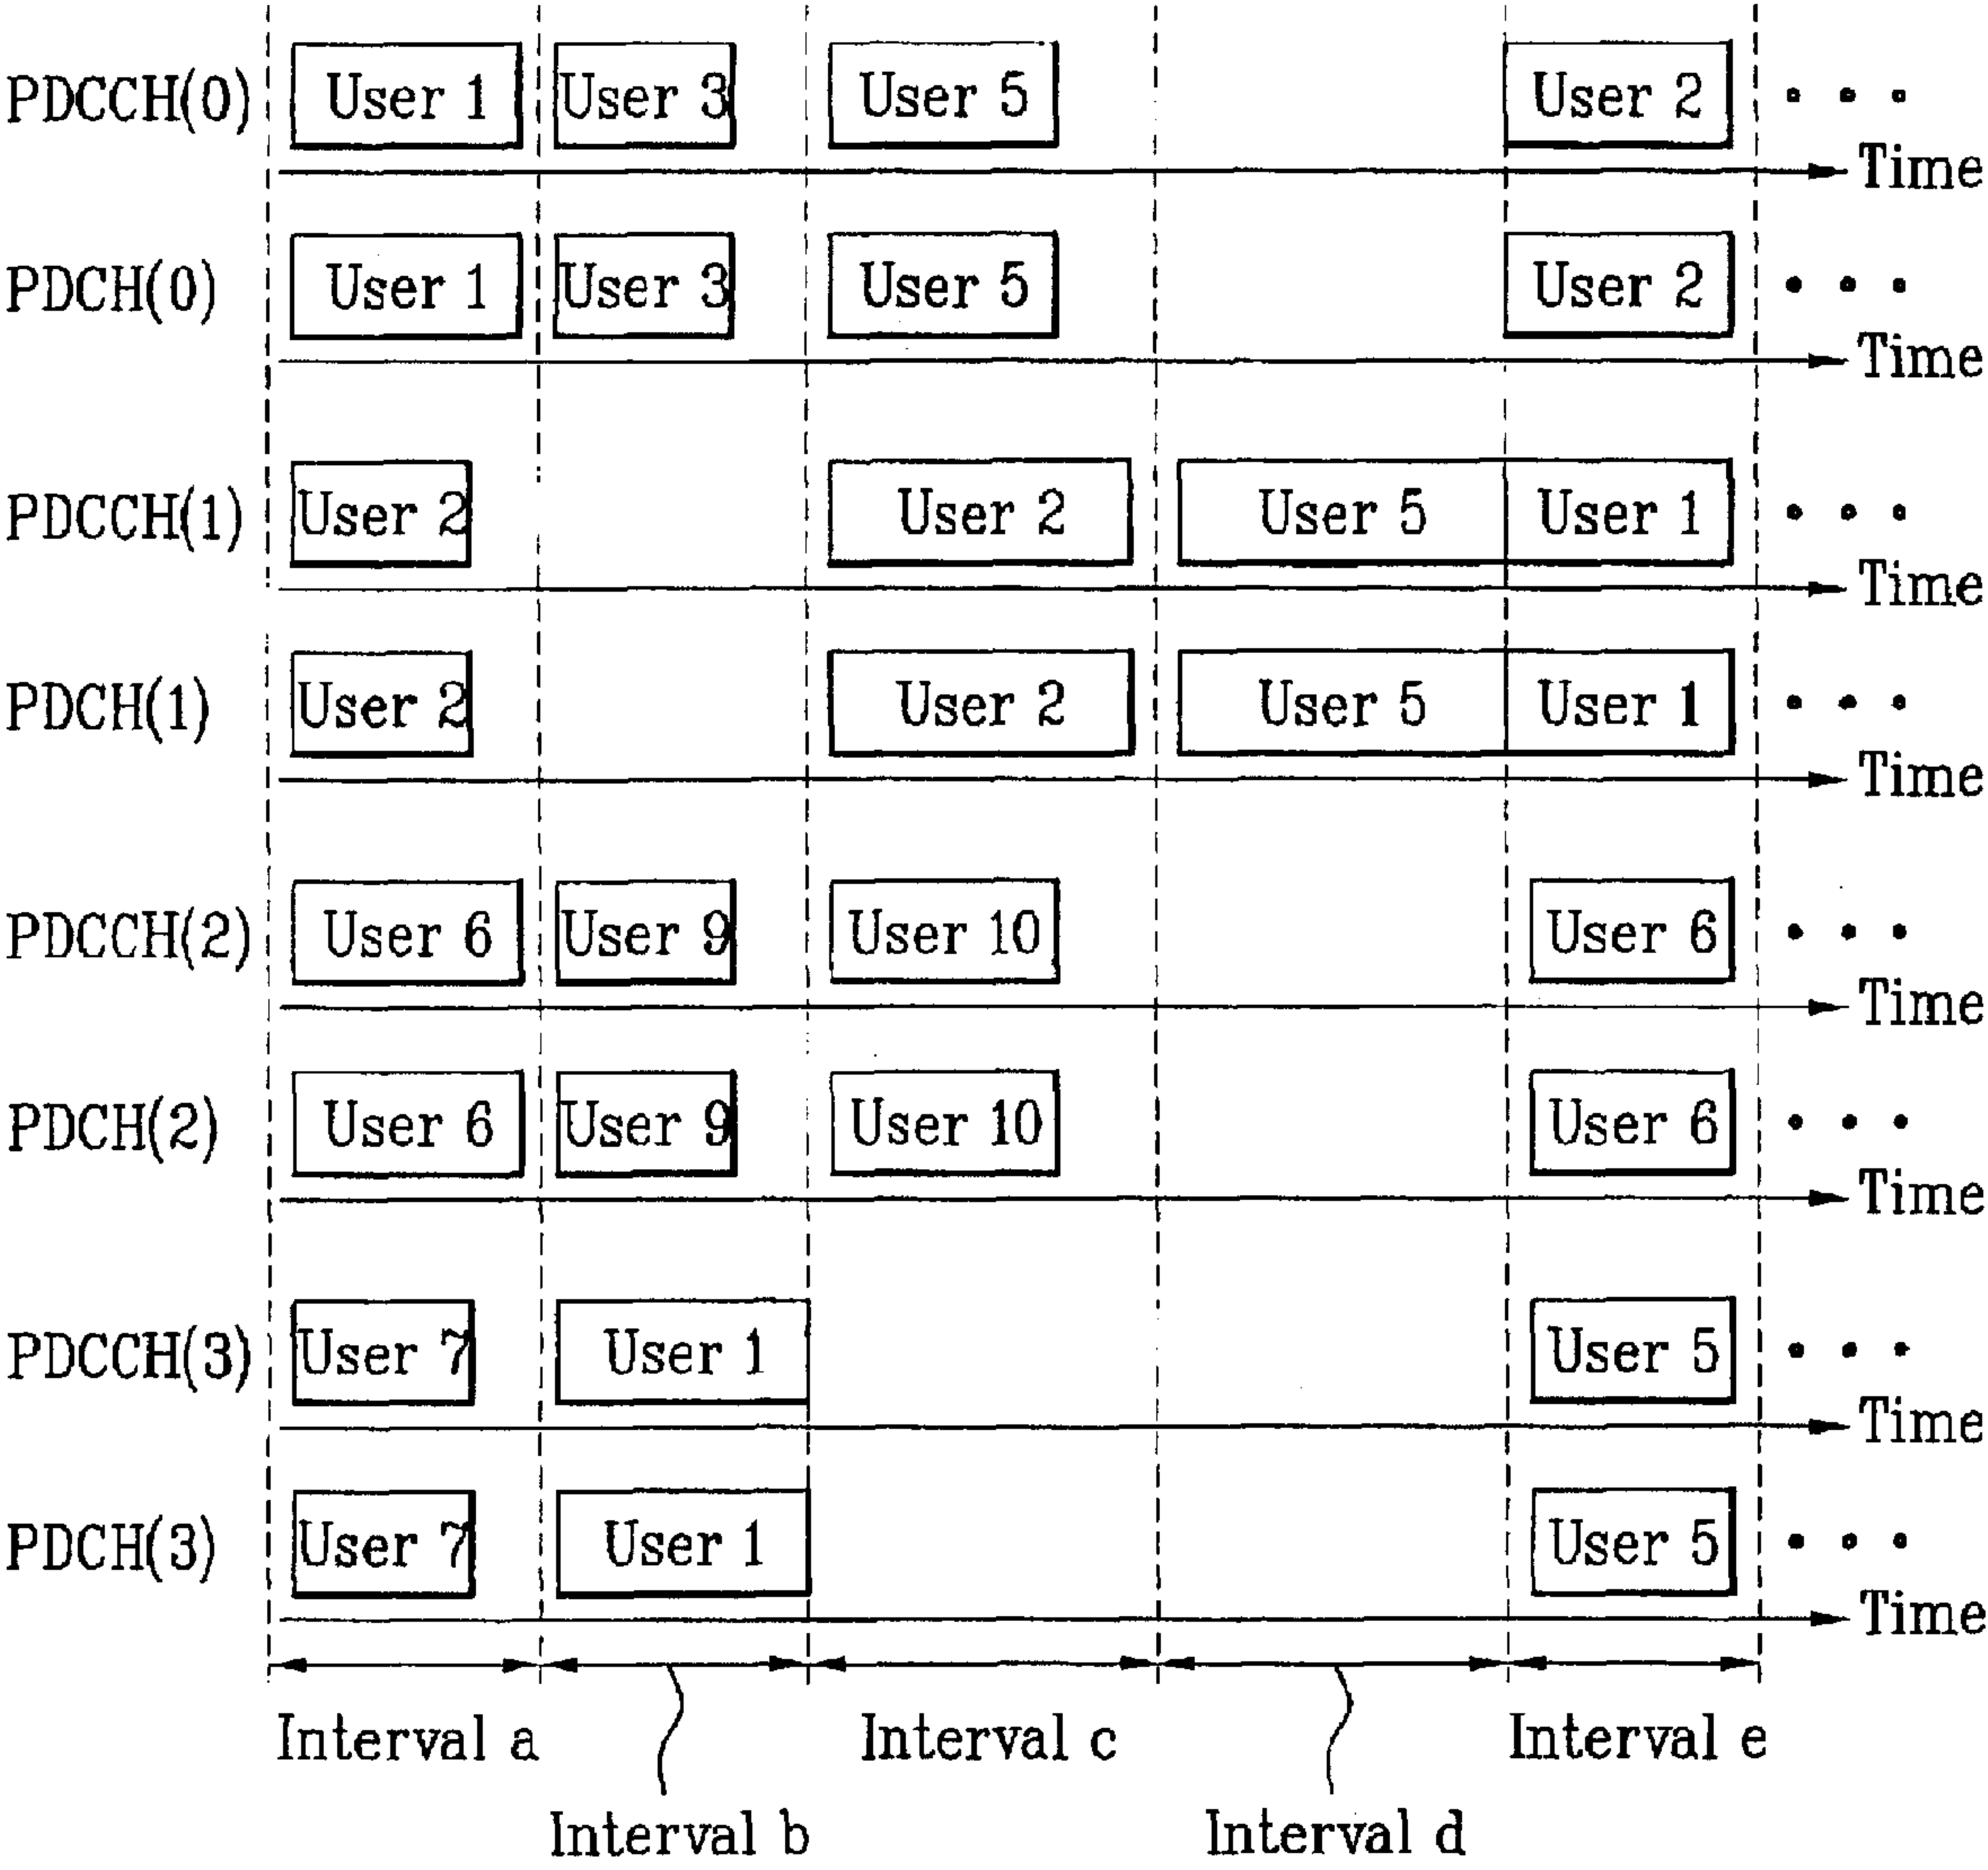 PDCCH(0) User 1 User 3 User 5 User 2
Time
PDCH(0) User 1 User 3 User 5 User 2
Time
PDCCH(1) User 2 User 2 User 5 User 1
Time
PDCH(1) User 2 User 2 User 5 User 1
Time
PDCCH(2) User 6 User 9 User 10 User 6
Time
PDCH(2) User 6 User 9 User 10 User 6
Time
PDCCH(3) User 7 User 1 User 5
Time
PDCH(3) User 7 User 1 User 5
Time
Interval a Interval c Interval e
Interval b Interval d